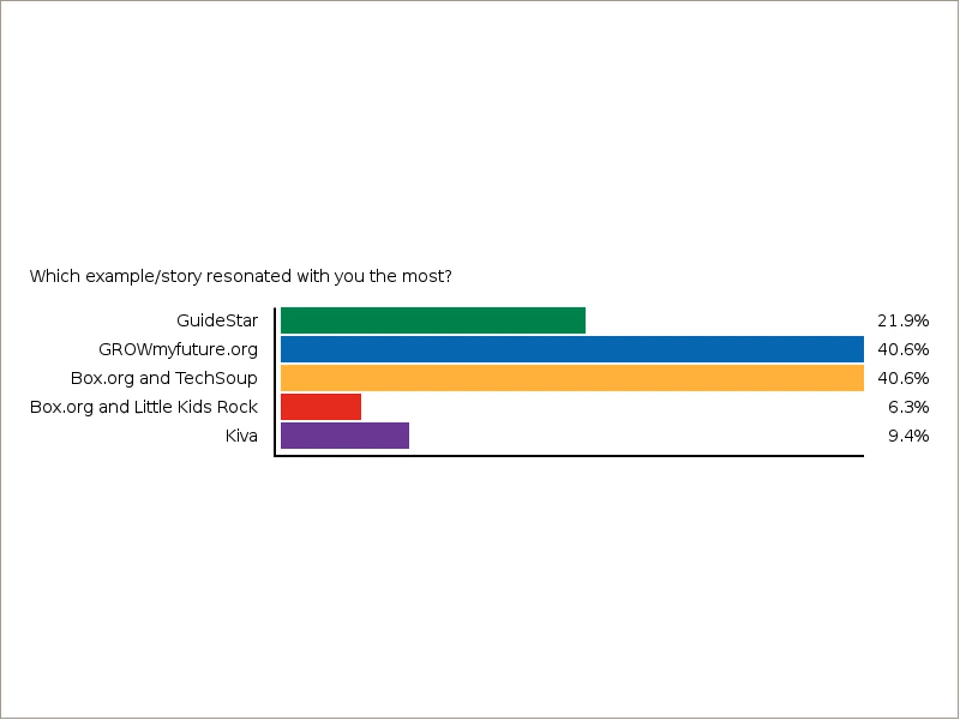 Which example/story resonated with you the most?
GuideStar 21.9%
GROWmyfuture.org 40.6%
Box.org and TechSoup 40.6%
Box.org and Little Kids Rock 6.3%
Kiva 9.4%